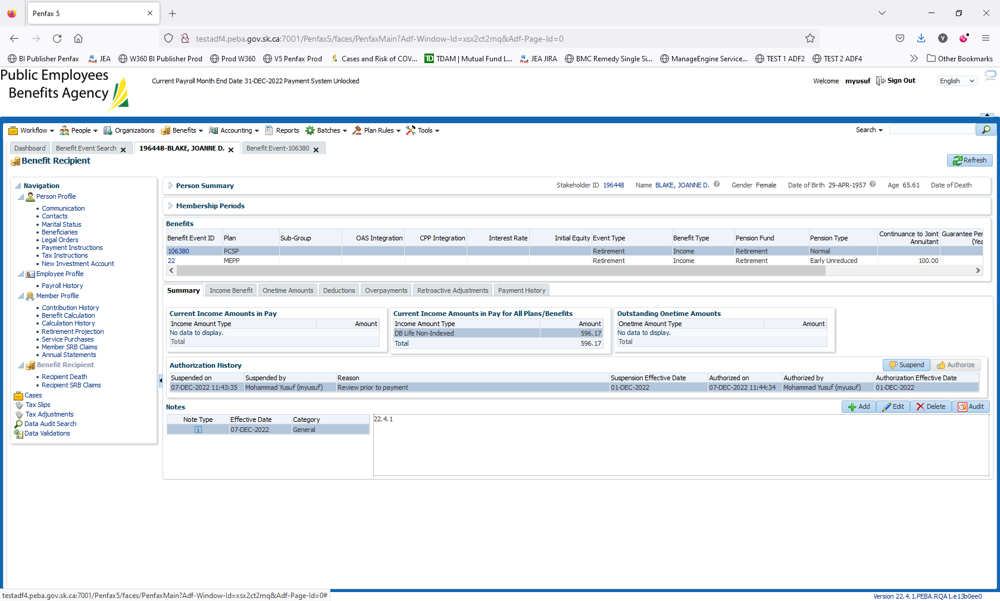 Penfax 5
testadf4.peba.gov.sk.ca:7001/Penfax5/faces/PenfaxMain?Adf-Window-Id=xsx2ct2mq&Adf-Page-Id=0
BI Publisher Penfax JEA W360 BI Publisher Prod Prod W360 V5 Penfax Prod Cases and Risk of COV... TDAM | Mutual Fund L... JEA JIRA BMC Remedy Single Si... ManageEngine Service... TEST 1 ADF2 TEST 2 ADF4 Other Bookmarks
Public Employees
Benefits Agency
Current Payroll Month End Date 31-DEC-2022 Payment System Unlocked
Welcome myusuf Sign Out English
Workflow People Organizations Benefits Accounting Reports Batches Plan Rules Tools Search
Dashboard Benefit Event Search 196448-BLAKE, JOANNE D. Benefit Event-106380
Benefit Recipient
Refresh
Navigation
Person Profile
Communication
Contacts
Marital Status
Beneficiaries
Legal Orders
Payment Instructions
Tax Instructions
New Investment Account
Employee Profile
Payroll History
Member Profile
Contribution History
Benefit Calculation
Calculation History
Retirement Projection
Service Purchases
Member SRB Claims
Annual Statements
Benefit Recipient
Recipient Death
Recipient SRB Claims
Cases
Tax Slips
Tax Adjustments
Data Audit Search
Data Validations
Person Summary Stakeholder ID 196448 Name BLAKE, JOANNE D. Gender Female Date of Birth 29-APR-1957 Age 65.61 Date of Death
Membership Periods
Benefits
Benefit Event ID Plan Sub-Group OAS Integration CPP Integration Interest Rate Initial Equity Event Type Benefit Type Pension Fund Pension Type Continuance to Joint Annuitant Guarantee Per (Yea
106380 PCSP Retirement Income Retirement Normal
22 MEPP Retirement Income Retirement Early Unreduced 100.00
Summary Income Benefit Onetime Amounts Deductions Overpayments Retroactive Adjustments Payment History
Current Income Amounts in Pay
Income Amount Type Amount
No data to display.
Total
Current Income Amounts in Pay for All Plans/Benefits
Income Amount Type Amount
DB Life Non-Indexed 596.17
Total 596.17
Outstanding Onetime Amounts
Onetime Amount Type Amount
No data to display.
Total
Authorization History Suspend Authorize
Suspended on Suspended by Reason Suspension Effective Date Authorized on Authorized by Authorization Effective Date
07-DEC-2022 11:43:35 Mohammad Yusuf (myusuf) Review prior to payment 01-DEC-2022 07-DEC-2022 11:44:34 Mohammad Yusuf (myusuf) 01-DEC-2022
Notes Add Edit Delete Audit
Note Type Effective Date Category
07-DEC-2022 General
22.4.1
testadf4.peba.gov.sk.ca:7001/Penfax5/faces/PenfaxMain?Adf-Window-Id=xsx2ct2mq&Adf-Page-Id=0#
Version 22.4.1.PEBA.RQA1.e13b0ee0